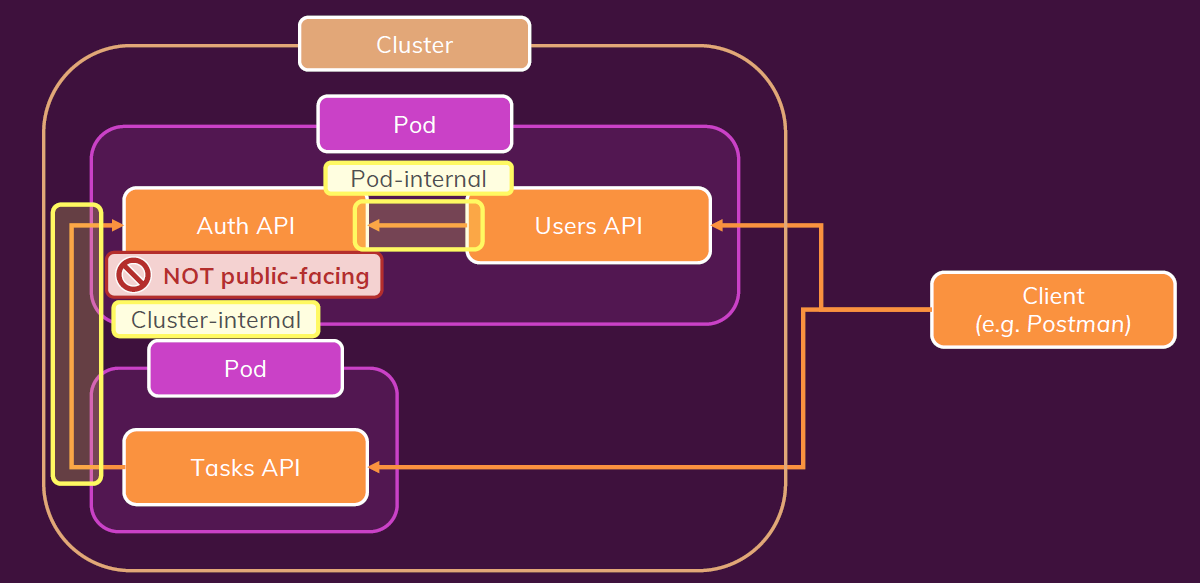 Cluster
Pod
Pod-internal
Auth API
Users API
NOT public-facing
Cluster-internal
Client
(e.g. Postman)
Pod
Tasks API